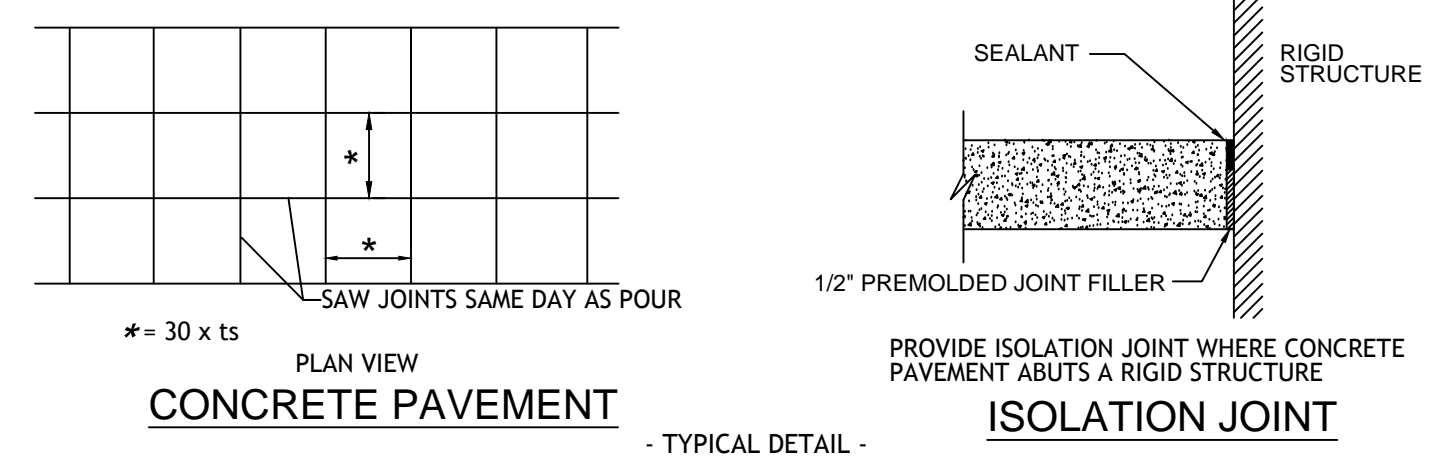 *
*
SAW JOINTS SAME DAY AS POUR
* = 30 x ts
PLAN VIEW
CONCRETE PAVEMENT
SEALANT
RIGID
STRUCTURE
1/2" PREMOLDED JOINT FILLER
PROVIDE ISOLATION JOINT WHERE CONCRETE
PAVEMENT ABUTS A RIGID STRUCTURE
ISOLATION JOINT
- TYPICAL DETAIL -